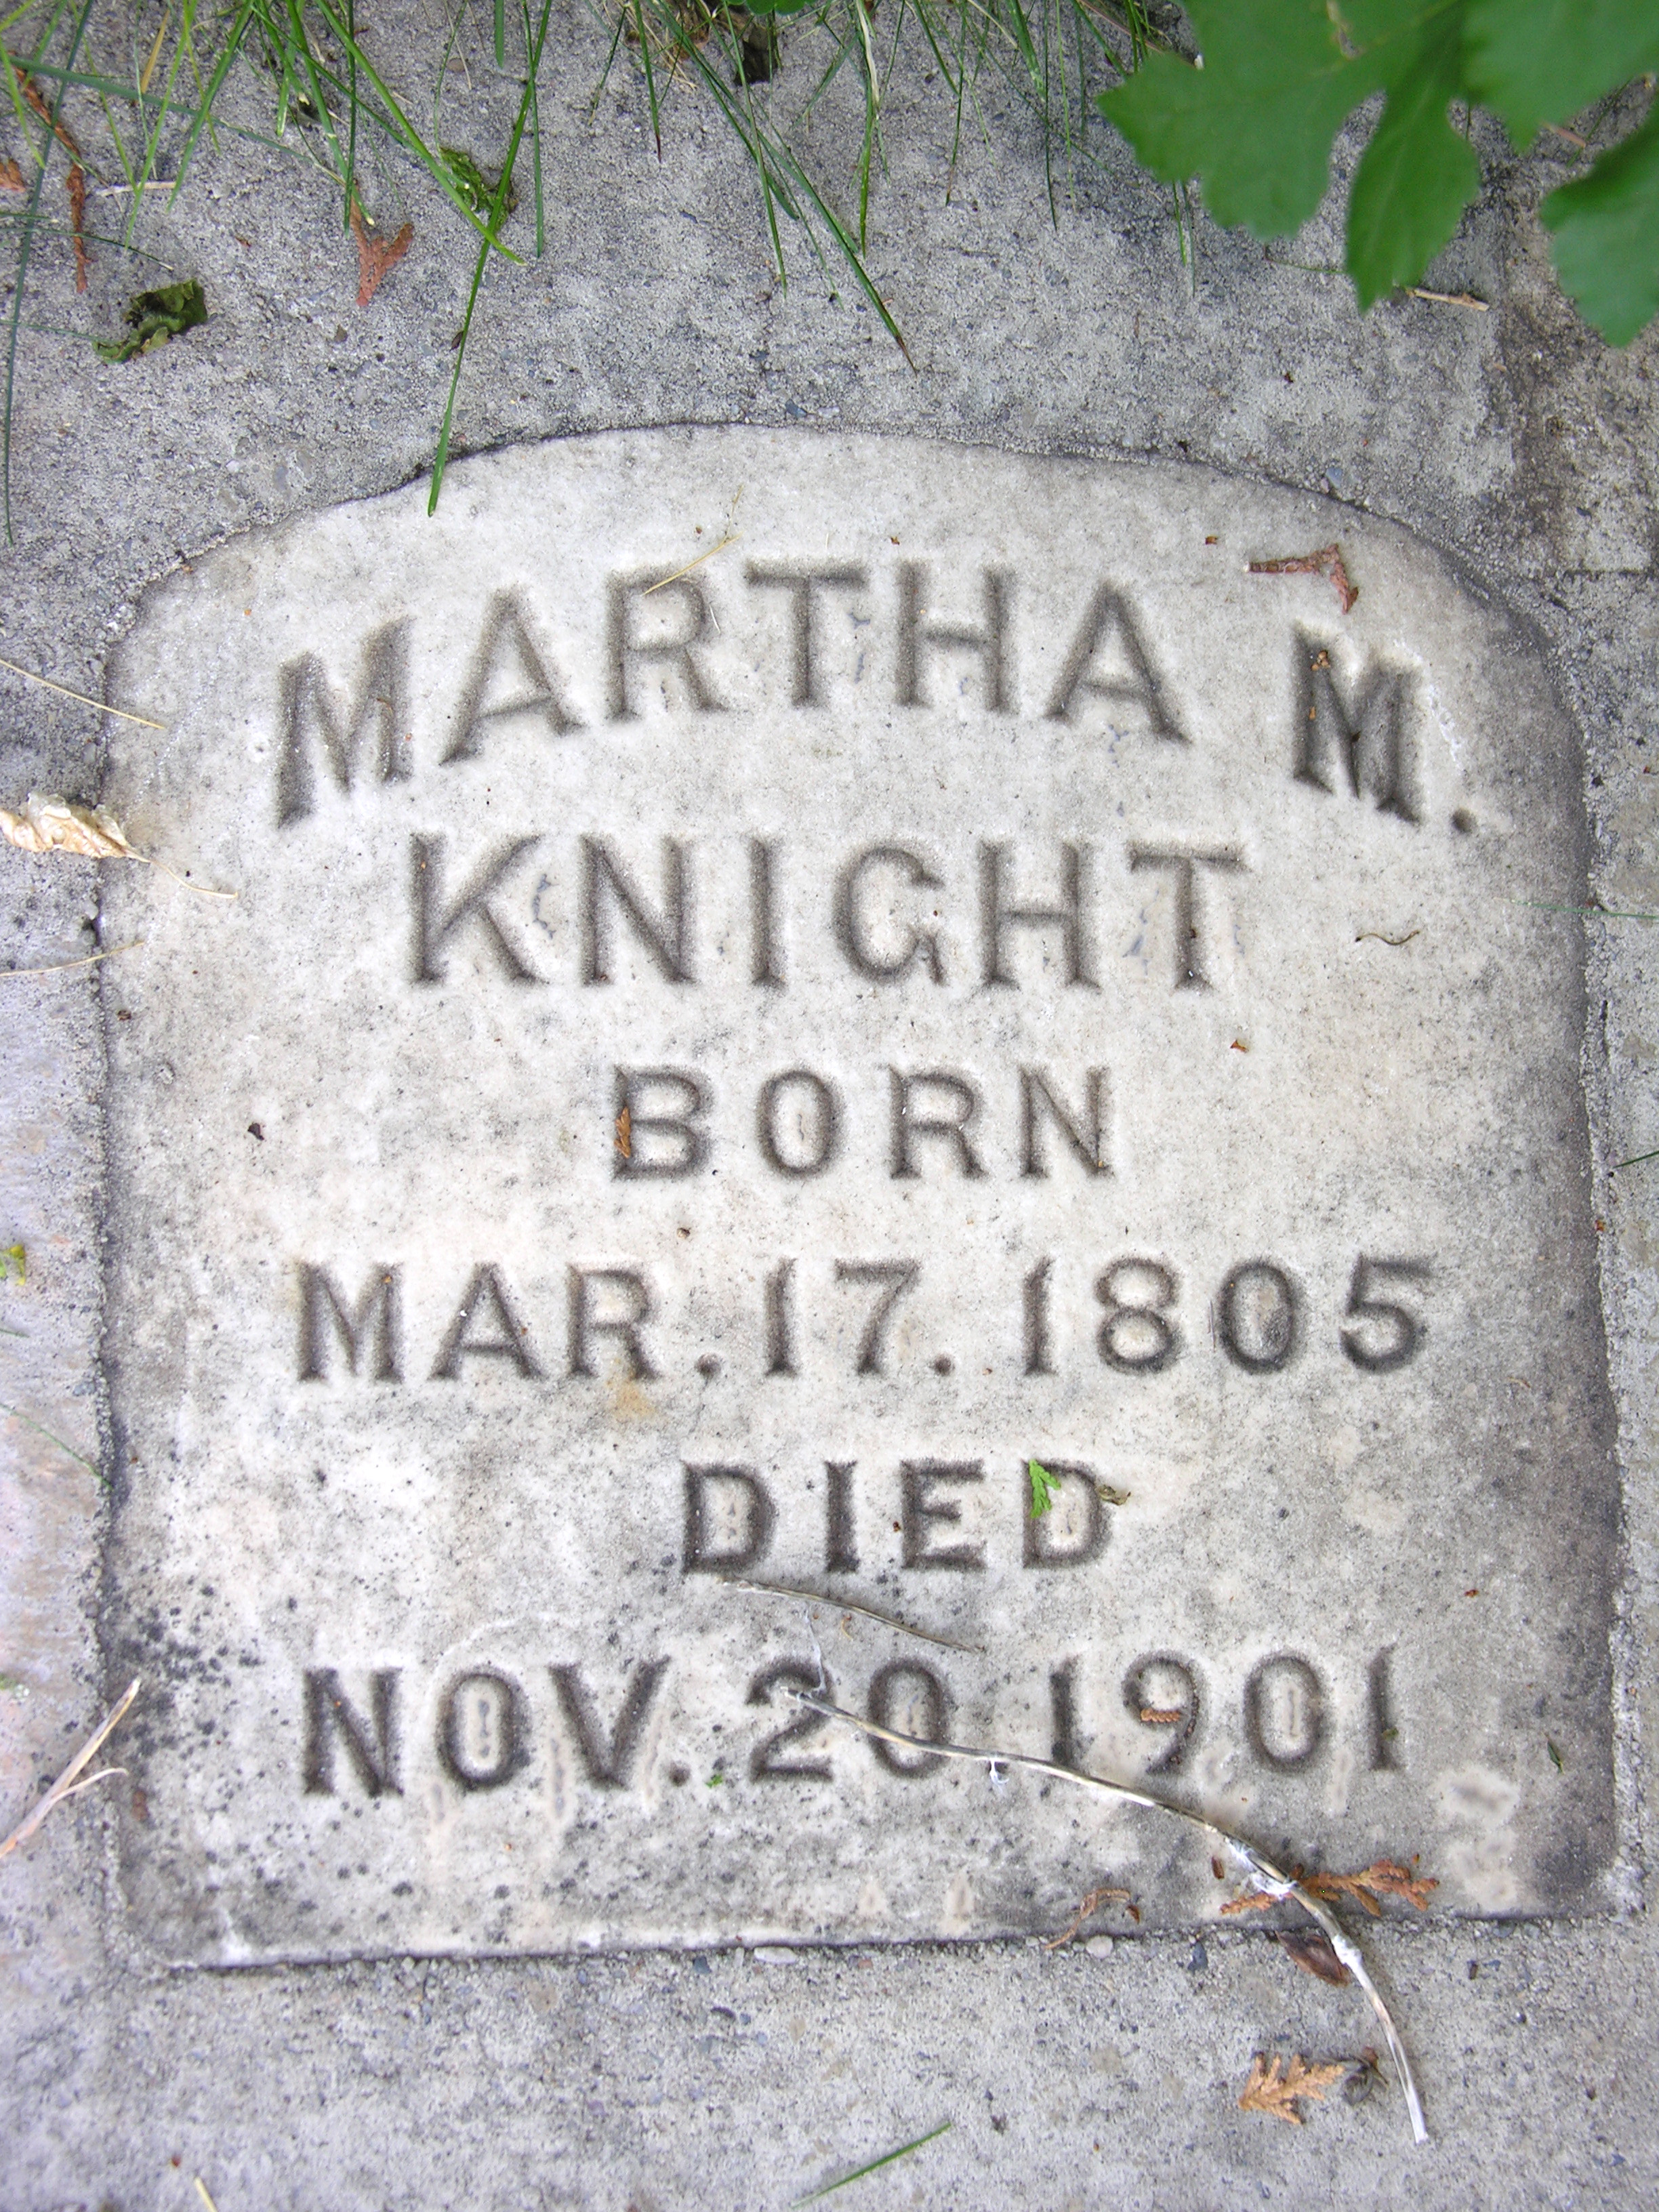 MARTHA M.
KNIGHT
BORN
MAR. 17. 1805
DIED
NOV. 20 1901